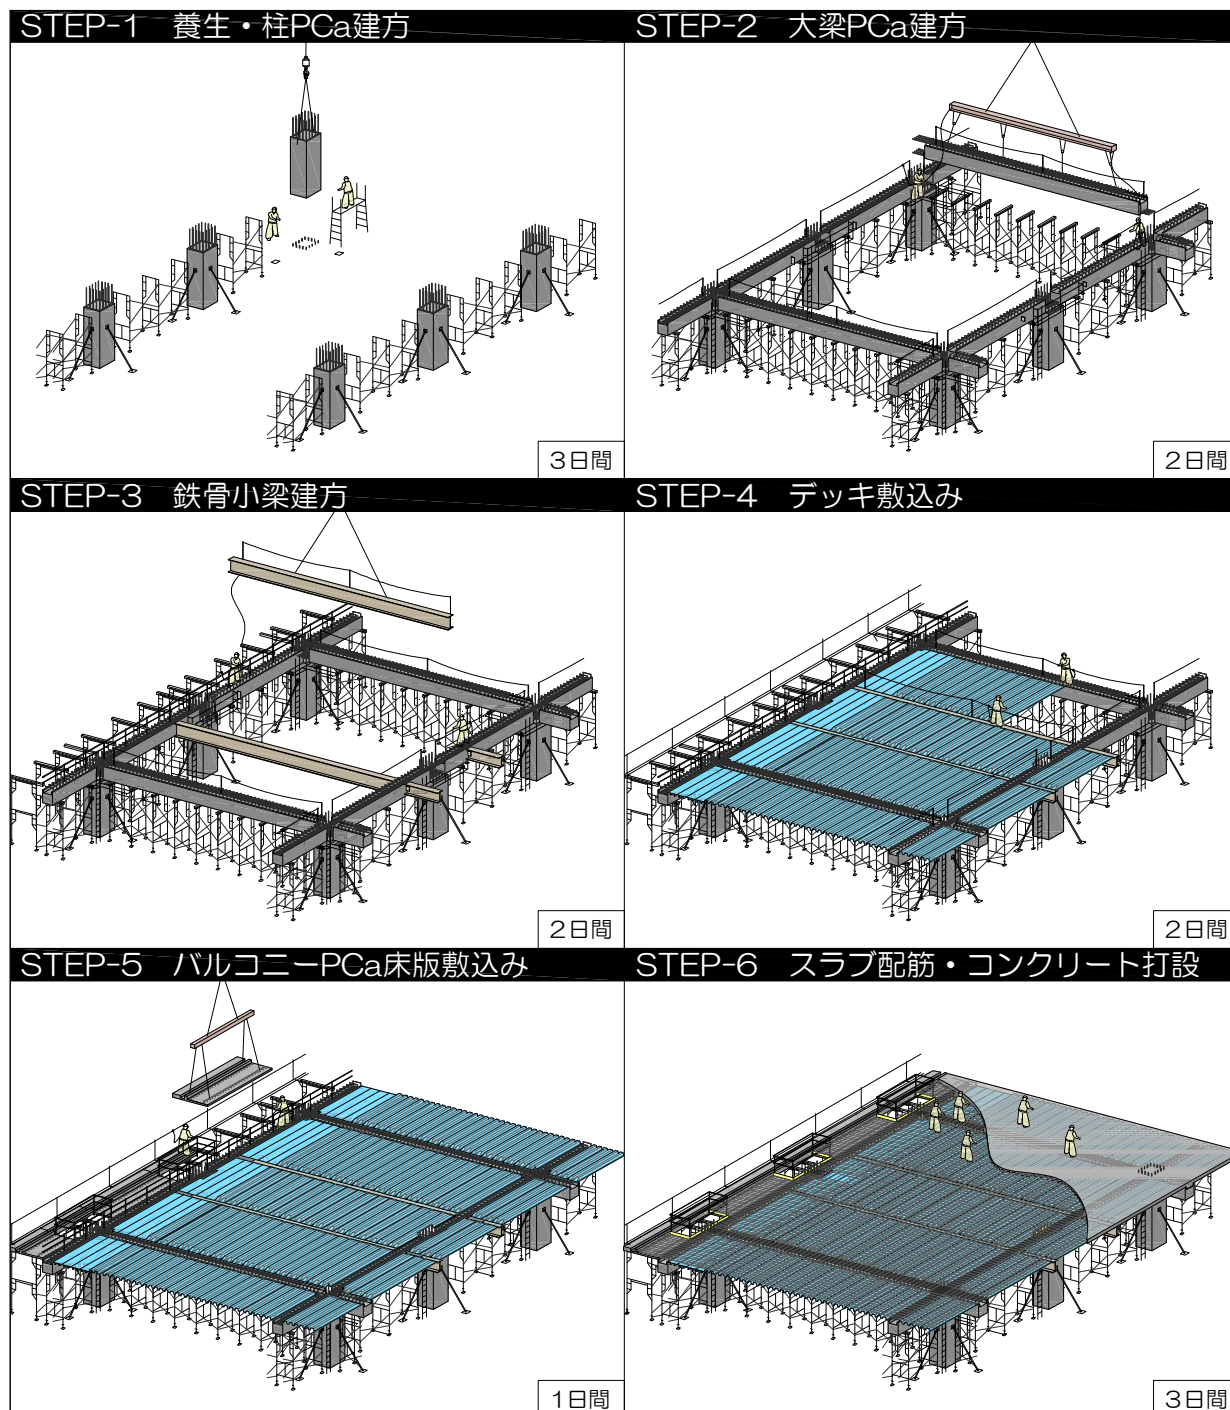 STEP-1 養生・柱PCa建方
3日間
STEP-2 大梁PCa建方
2日間
STEP-3 鉄骨小梁建方
2日間
STEP-4 デッキ敷込み
2日間
STEP-5 バルコニーPCa床版敷込み
1日間
STEP-6 スラブ配筋・コンクリート打設
3日間